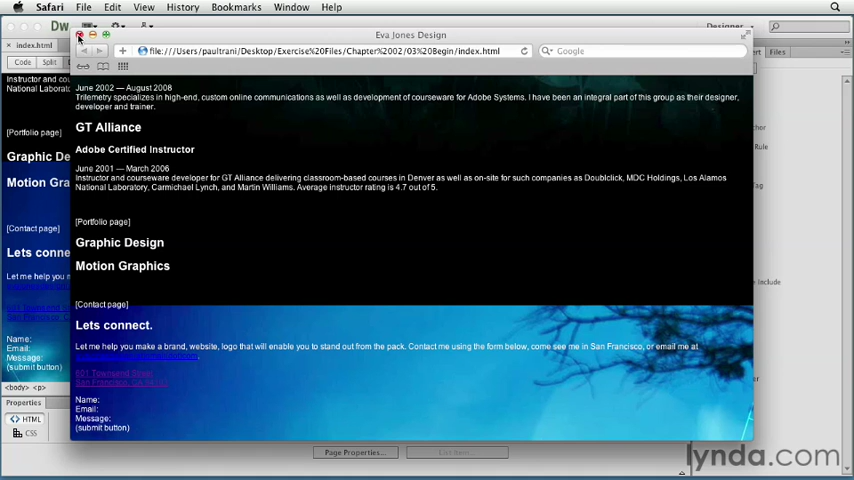 Safari File Edit View History Bookmarks Window Help
Dw
Designer
index.html
Eva Jones Design
Files
Code Split
file:///Users/paultrani/Desktop/Exercise%20Files/Chapter%2002/03%20Begin/index.html
Google
Instructor and cours
National Laborator
[Portfolio page]
Graphic De
Motion Gra
[Contact page]
Lets conne
Let me help you m
Name:
Email:
Message:
(submit button)
<body> <p>
Properties
HTML
CSS
June 2002 — August 2008
Trilemetry specializes in high-end, custom online communications as well as development of courseware for Adobe Systems. I have been an integral part of this group as their designer,
developer and trainer.
GT Alliance
Adobe Certified Instructor
June 2001 — March 2006
Instructor and courseware developer for GT Alliance delivering classroom-based courses in Denver as well as on-site for such companies as Doublclick, MDC Holdings, Los Alamos
National Laboratory, Carmichael Lynch, and Martin Williams. Average instructor rating is 4.7 out of 5.
[Portfolio page]
Graphic Design
Motion Graphics
[Contact page]
Lets connect.
Let me help you make a brand, website, logo that will enable you to stand out from the pack. Contact me using the form below, come see me in San Francisco, or email me at
601 Townsend Street
San Francisco, CA
Name:
Email:
Message:
(submit button)
Rule
Tag
Include
Page Properties...
List Item...
lynda.com